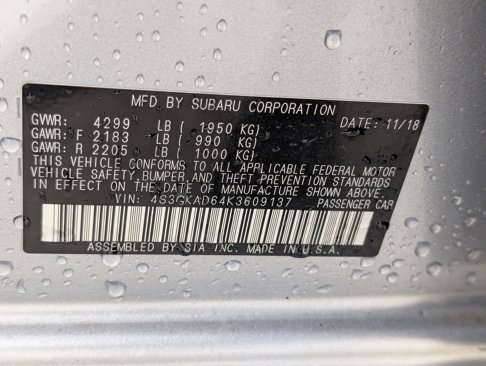 MFD. BY SUBARU CORPORATION
GVWR: 4299 LB ( 1950 KG) DATE: 11/18
GAWR: F 2183 LB ( 990 KG)
GAWR: R 2205 LB ( 1000 KG)
THIS VEHICLE CONFORMS TO ALL APPLICABLE FEDERAL MOTOR
VEHICLE SAFETY, BUMPER, AND THEFT PREVENTION STANDARDS
IN EFFECT ON THE DATE OF MANUFACTURE SHOWN ABOVE.
VIN: 4S3GKAD64K3609137 PASSENGER CAR
ASSEMBLED BY SIA INC. MADE IN U.S.A.